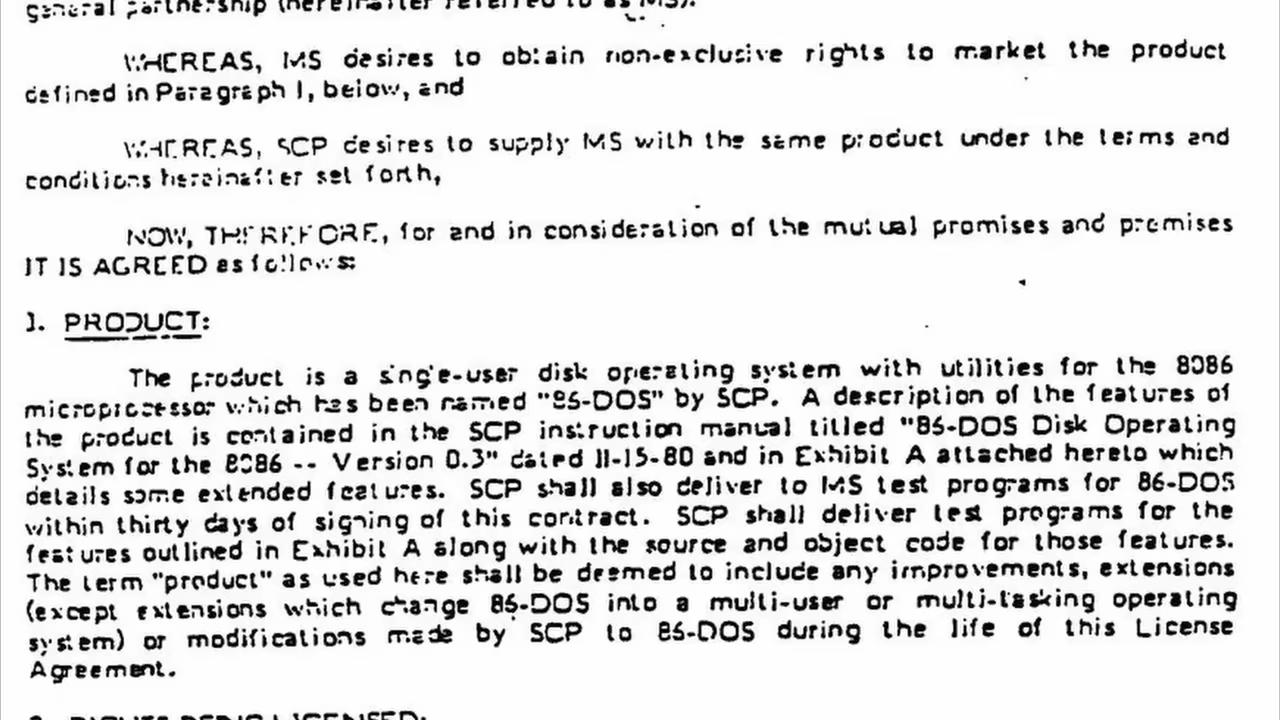 general partnership (hereinafter referred to as MS).
WHEREAS, MS desires to obtain non-exclusive rights to market the product
defined in Paragraph 1, below, and
WHEREAS, SCP desires to supply MS with the same product under the terms and
conditions hereinafter set forth,
NOW, THEREFORE, for and in consideration of the mutual promises and premises
IT IS AGREED as follows:
1. PRODUCT:
The product is a single-user disk operating system with utilities for the 8086
microprocessor which has been named "86-DOS" by SCP. A description of the features of
the product is contained in the SCP instruction manual titled "86-DOS Disk Operating
System for the 8086 -- Version 0.3" dated 11-15-80 and in Exhibit A attached hereto which
details some extended features. SCP shall also deliver to MS test programs for 86-DOS
within thirty days of signing of this contract. SCP shall deliver test programs for the
features outlined in Exhibit A along with the source and object code for those features.
The term "product" as used here shall be deemed to include any improvements, extensions
(except extensions which change 86-DOS into a multi-user or multi-tasking operating
system) or modifications made by SCP to 86-DOS during the life of this License
Agreement.
2. RIGHTS BEING LICENSED: